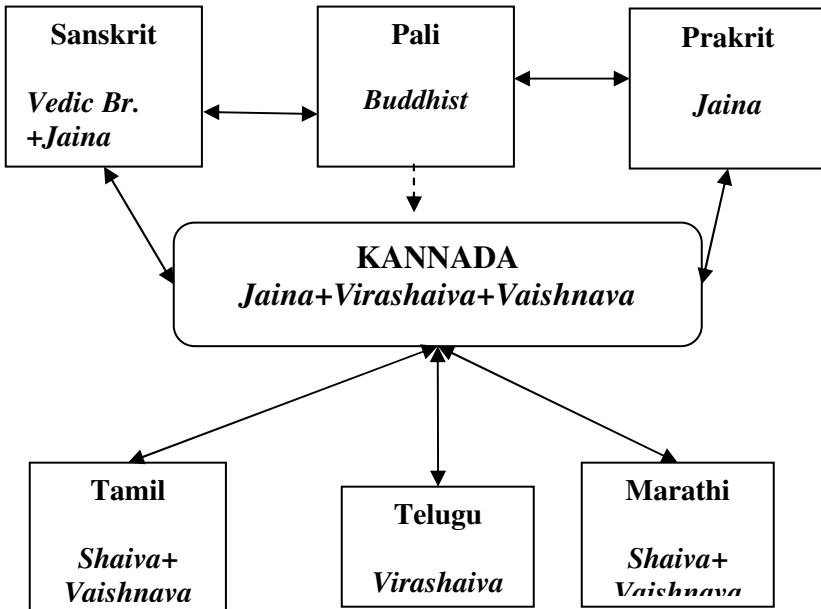 Sanskrit
Vedic Br.
+Jaina
Pali
Buddhist
Prakrit
Jaina
KANNADA
Jaina+Virashaiva+Vaishnava
Tamil
Shaiva+
Vaishnava
Telugu
Virashaiva
Marathi
Shaiva+
Vaishnava